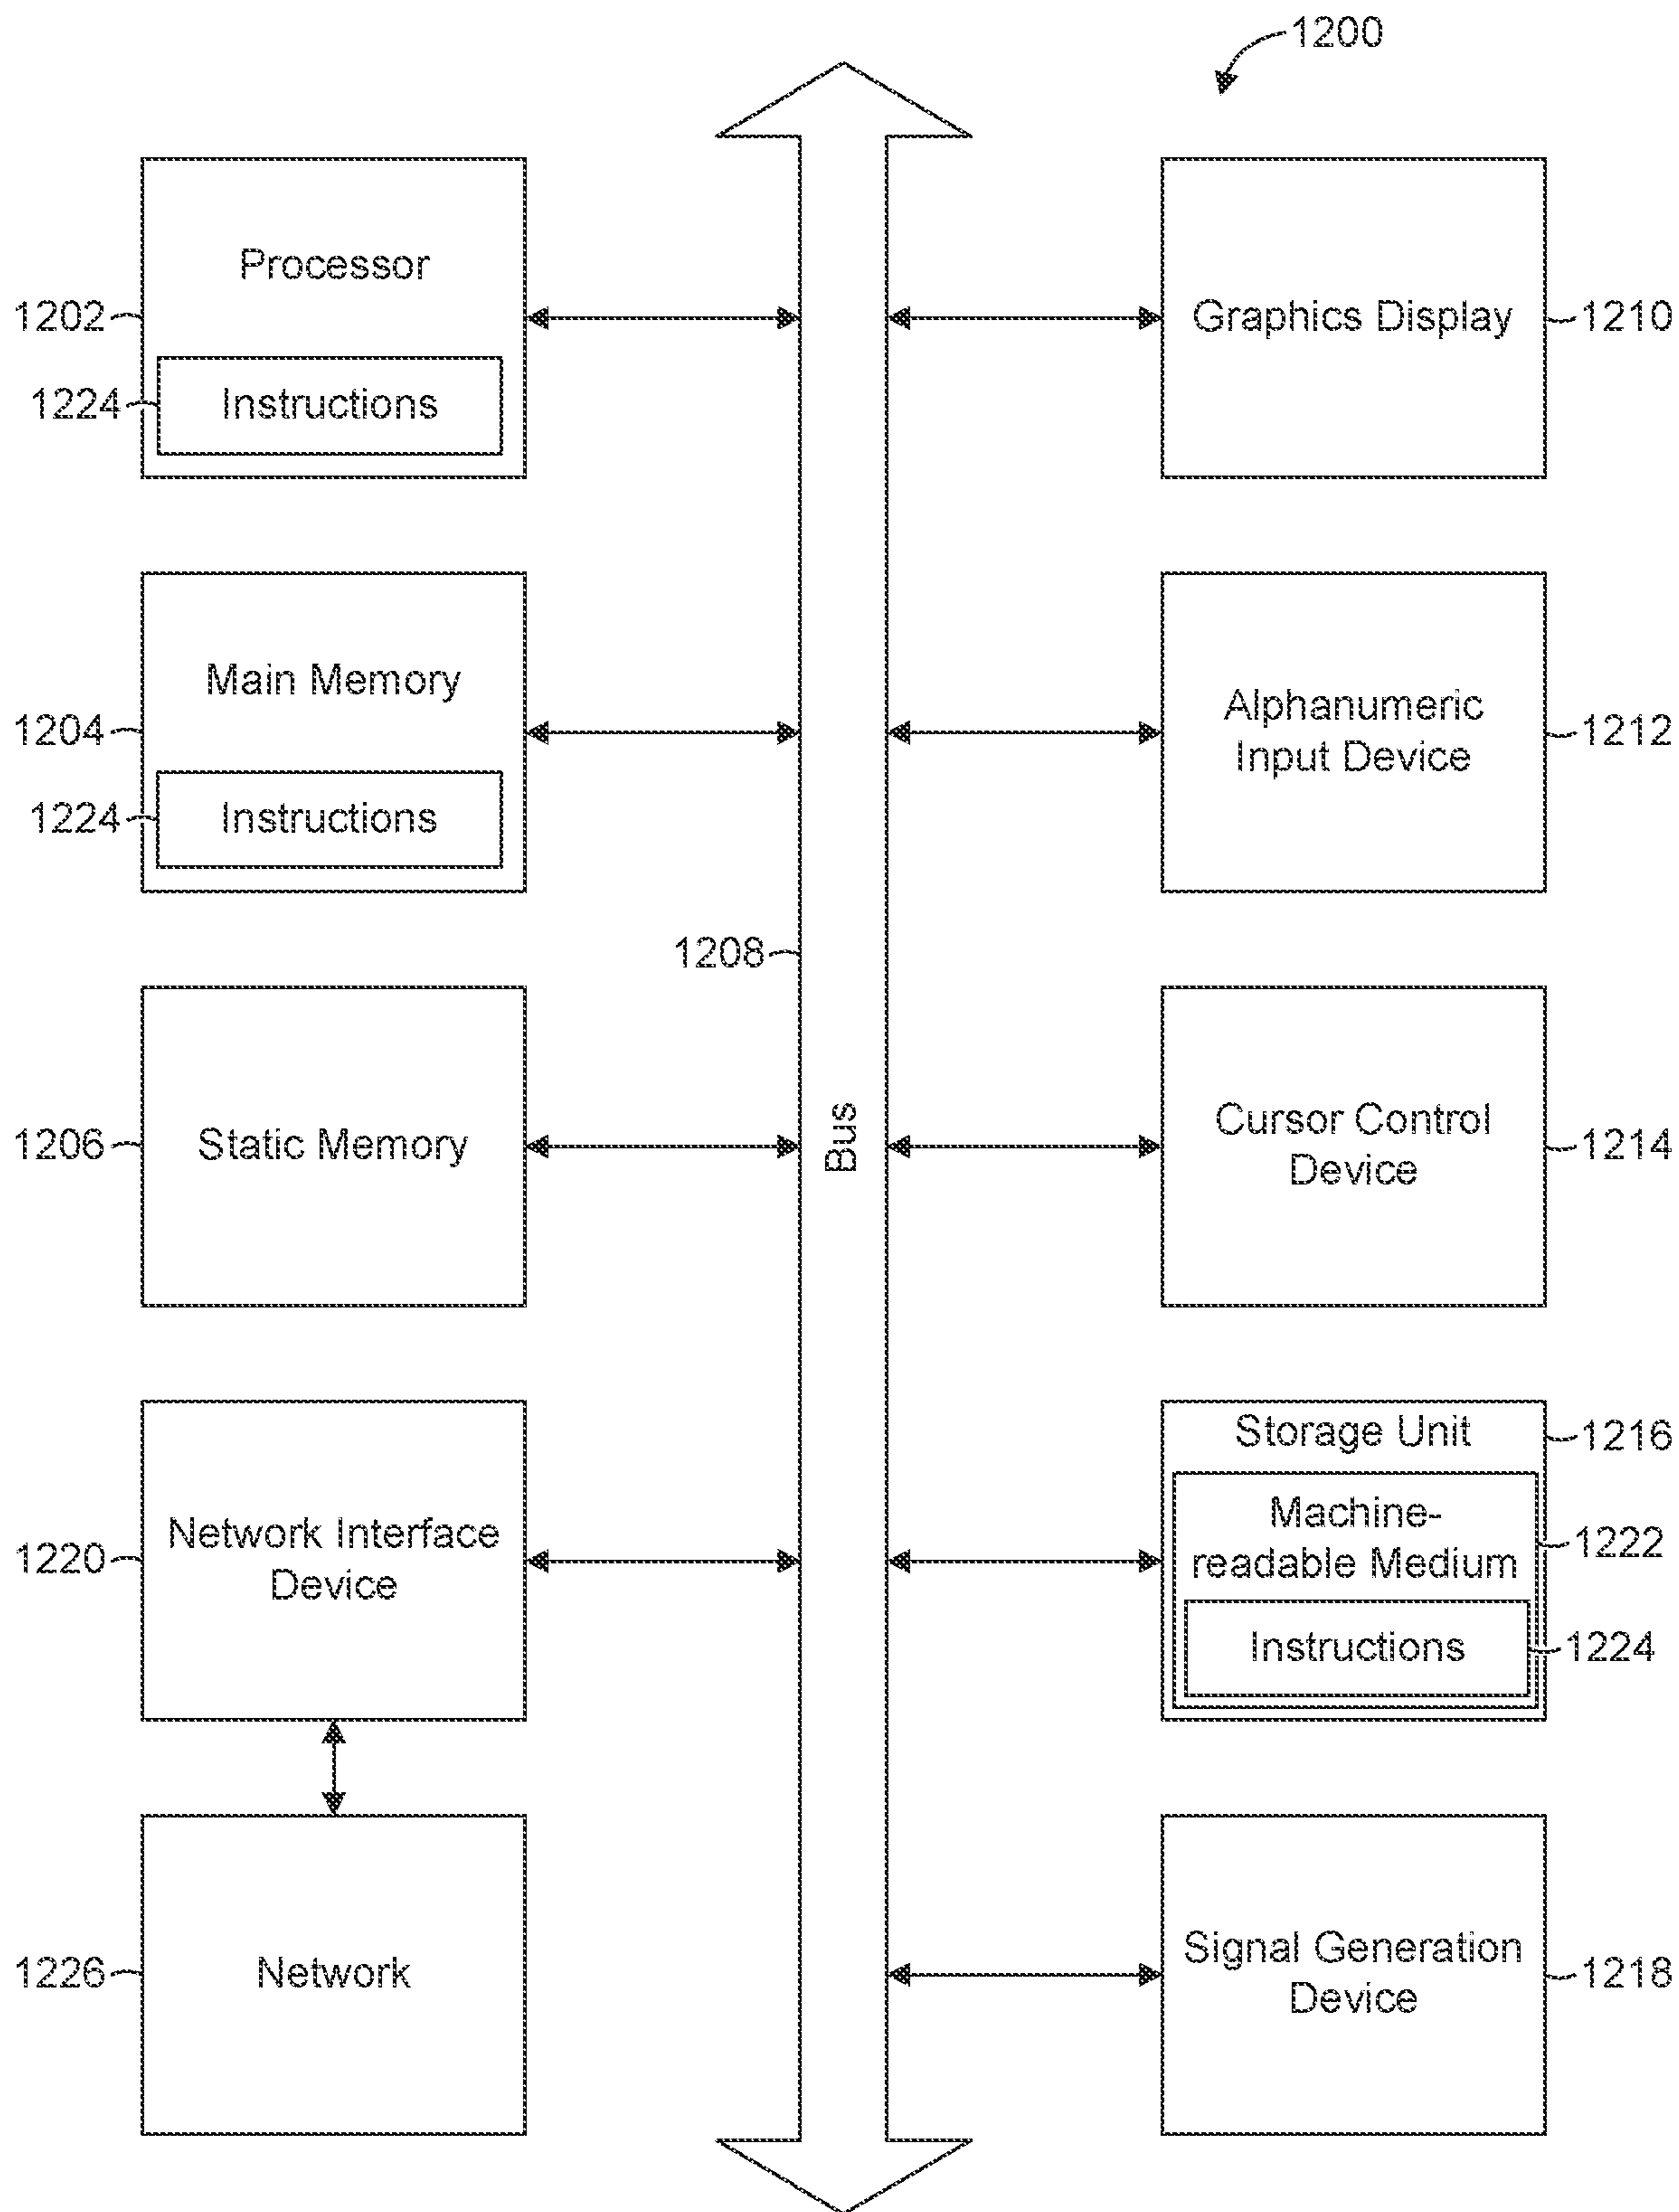 1200
Processor
1202
1224
Instructions
Graphics Display
1210
Main Memory
1204
1224
Instructions
Alphanumeric
Input Device
1212
1208
Bus
Static Memory
1206
Cursor Control
Device
1214
Network Interface
Device
1220
Storage Unit
1216
Machine-
readable Medium
1222
Instructions
1224
Network
1226
Signal Generation
Device
1218